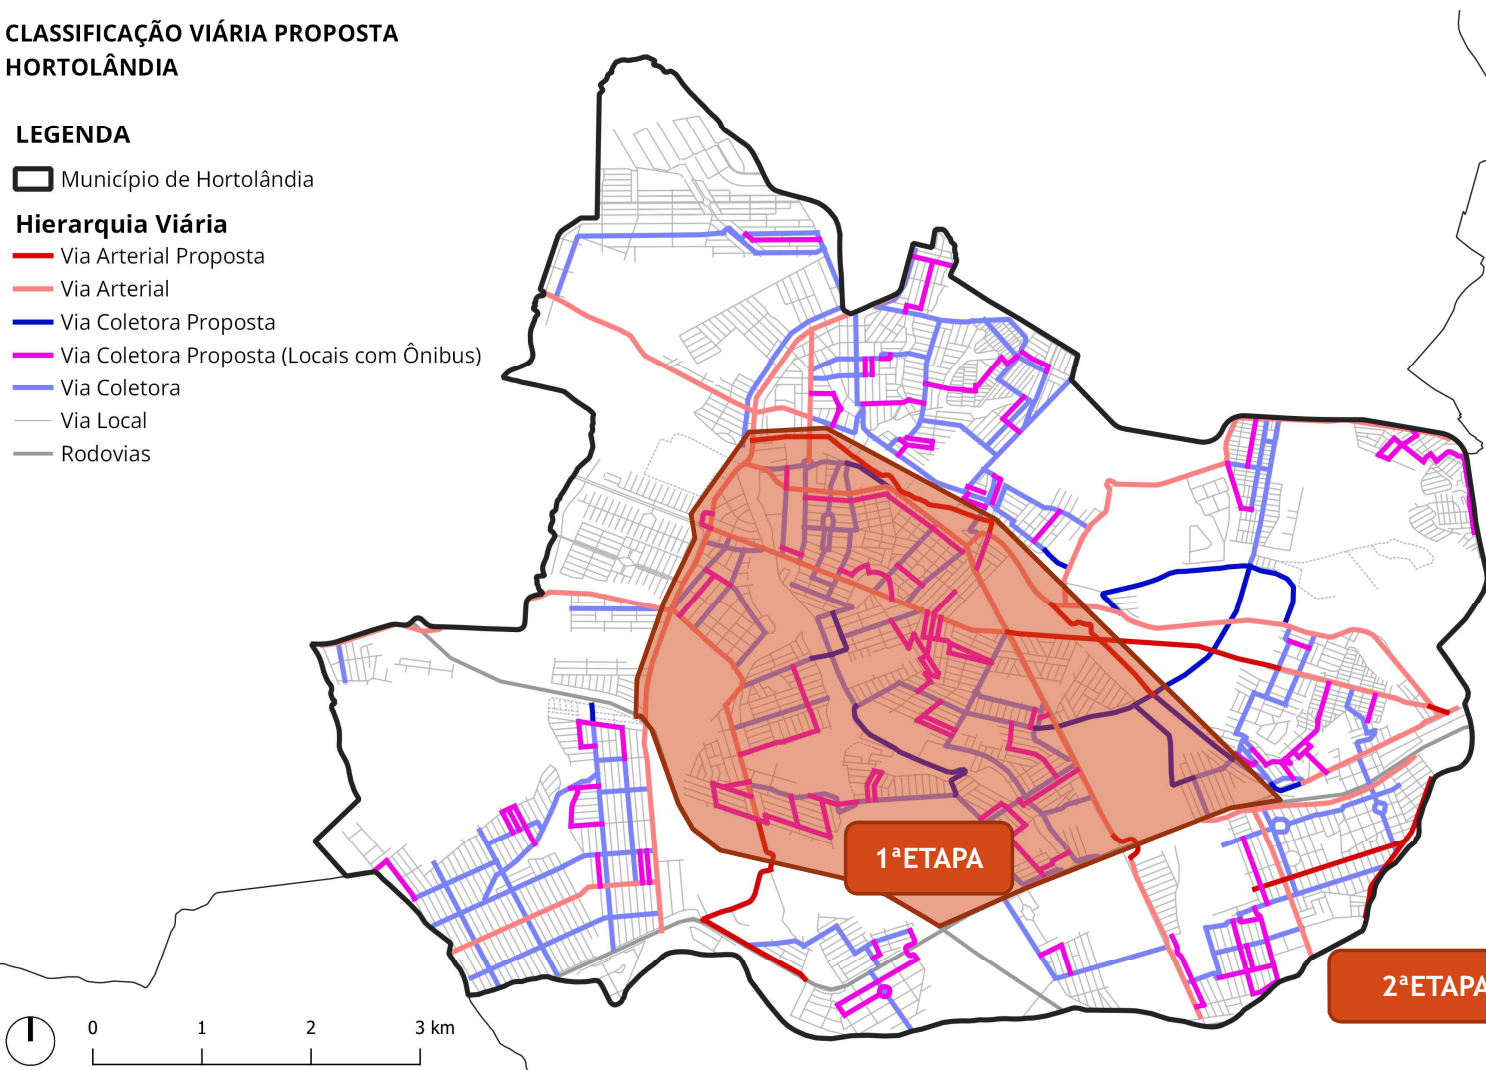 CLASSIFICAÇÃO VIÁRIA PROPOSTA
HORTOLÂNDIA
LEGENDA
Município de Hortolândia
Hierarquia Viária
Via Arterial Proposta
Via Arterial
Via Coletora Proposta
Via Coletora Proposta (Locais com Ônibus)
Via Coletora
Via Local
Rodovias
1ªETAPA
2ªETAPA
0 1 2 3 km